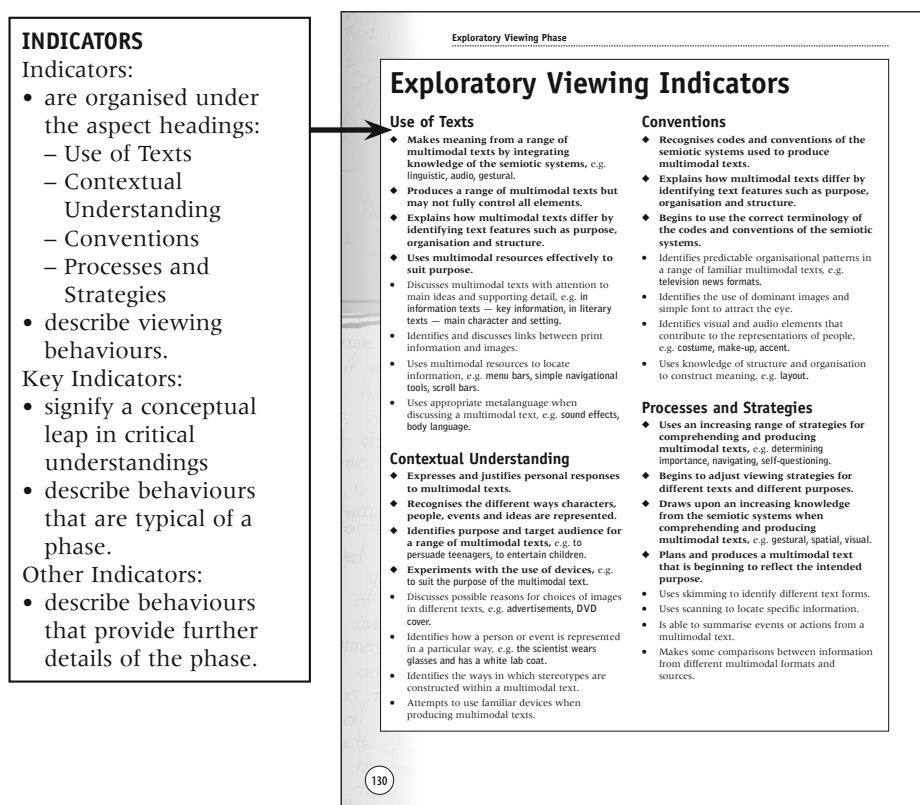 INDICATORS
Indicators:
• are organised under
the aspect headings:
– Use of Texts
– Contextual
Understanding
– Conventions
– Processes and
Strategies
• describe viewing
behaviours.
Key Indicators:
• signify a conceptual
leap in critical
understandings
• describe behaviours
that are typical of a
phase.
Other Indicators:
• describe behaviours
that provide further
details of the phase.
Exploratory Viewing Phase
Exploratory Viewing Indicators
Use of Texts
◆ Makes meaning from a range of
multimodal texts by integrating
knowledge of the semiotic systems, e.g.
linguistic, audio, gestural.
◆ Produces a range of multimodal texts but
may not fully control all elements.
◆ Explains how multimodal texts differ by
identifying text features such as purpose,
organisation and structure.
◆ Uses multimodal resources effectively to
suit purpose.
• Discusses multimodal texts with attention to
main ideas and supporting detail, e.g. in
information texts — key information, in literary
texts — main character and setting.
• Identifies and discusses links between print
information and images.
• Uses multimodal resources to locate
information, e.g. menu bars, simple navigational
tools, scroll bars.
• Uses appropriate metalanguage when
discussing a multimodal text, e.g. sound effects,
body language.
Contextual Understanding
◆ Expresses and justifies personal responses
to multimodal texts.
◆ Recognises the different ways characters,
people, events and ideas are represented.
◆ Identifies purpose and target audience for
a range of multimodal texts, e.g. to
persuade teenagers, to entertain children.
◆ Experiments with the use of devices, e.g.
to suit the purpose of the multimodal text.
• Discusses possible reasons for choices of images
in different texts, e.g. advertisements, DVD
cover.
• Identifies how a person or event is represented
in a particular way, e.g. the scientist wears
glasses and has a white lab coat.
• Identifies the ways in which stereotypes are
constructed within a multimodal text.
• Attempts to use familiar devices when
producing multimodal texts.
Conventions
◆ Recognises codes and conventions of the
semiotic systems used to produce
multimodal texts.
◆ Explains how multimodal texts differ by
identifying text features such as purpose,
organisation and structure.
◆ Begins to use the correct terminology of
the codes and conventions of the semiotic
systems.
• Identifies predictable organisational patterns in
a range of familiar multimodal texts, e.g.
television news formats.
• Identifies the use of dominant images and
simple font to attract the eye.
• Identifies visual and audio elements that
contribute to the representations of people,
e.g. costume, make-up, accent.
• Uses knowledge of structure and organisation
to construct meaning, e.g. layout.
Processes and Strategies
◆ Uses an increasing range of strategies for
comprehending and producing
multimodal texts, e.g. determining
importance, navigating, self-questioning.
◆ Begins to adjust viewing strategies for
different texts and different purposes.
◆ Draws upon an increasing knowledge
from the semiotic systems when
comprehending and producing
multimodal texts, e.g. gestural, spatial, visual.
◆ Plans and produces a multimodal text
that is beginning to reflect the intended
purpose.
• Uses skimming to identify different text forms.
• Uses scanning to locate specific information.
• Is able to summarise events or actions from a
multimodal text.
• Makes some comparisons between information
from different multimodal formats and
sources.
130